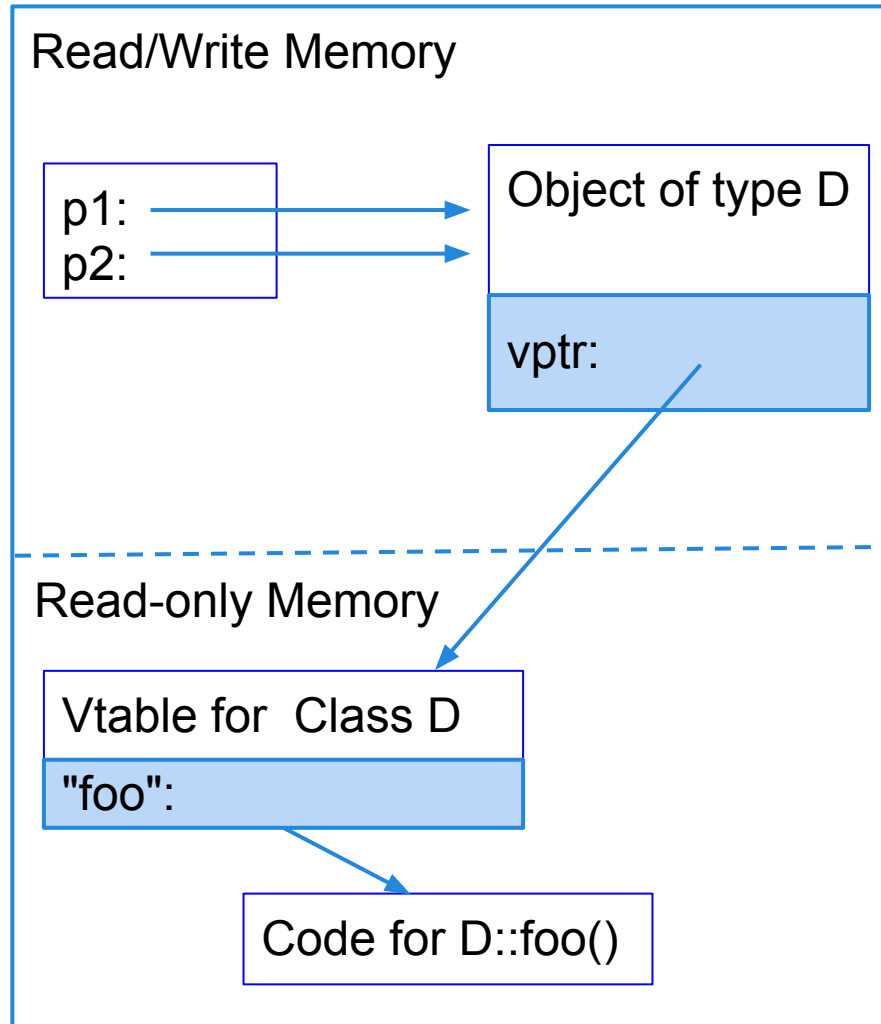 Read/Write Memory
p1:
p2:
Object of type D
vptr:
Read-only Memory
Vtable for Class D
"foo":
Code for D::foo()